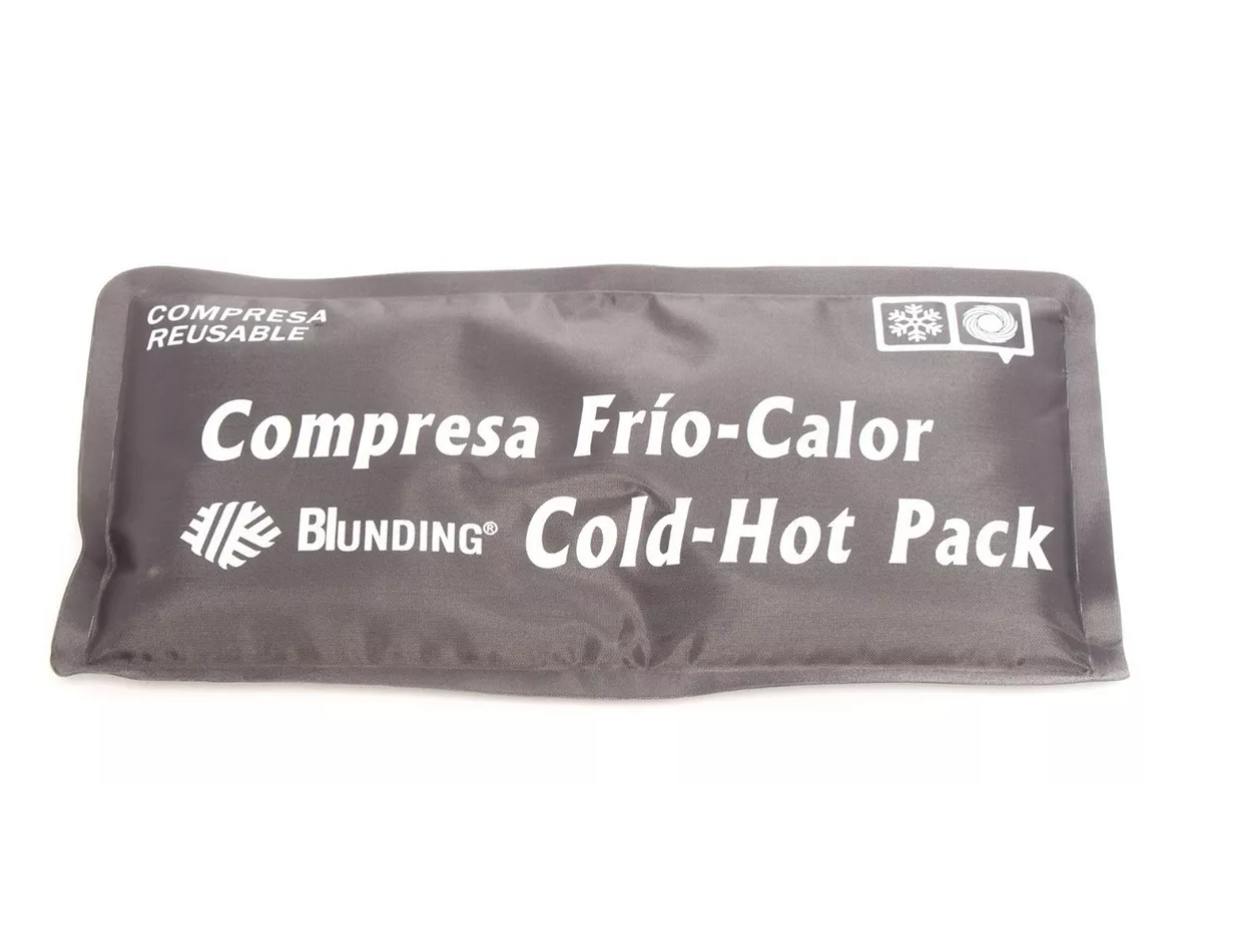 COMPRESA
REUSABLE
Compresa Frío-Calor
BLUNDING® Cold-Hot Pack